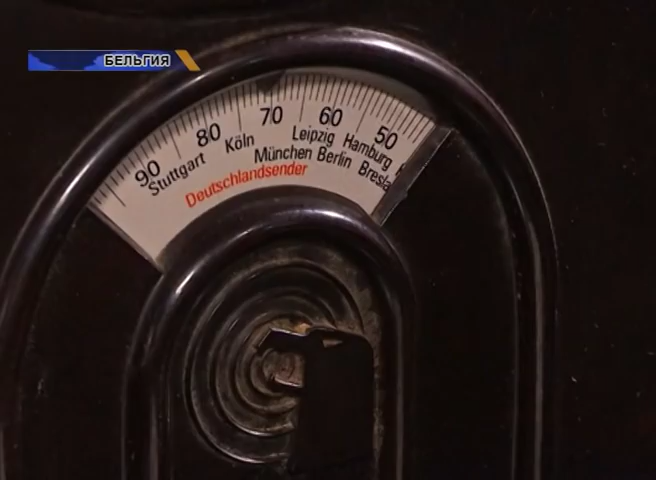 БЕЛЬГИЯ
90 80 70 60 50
Stuttgart Köln Leipzig Hamburg
München Berlin
Deutschlandsender